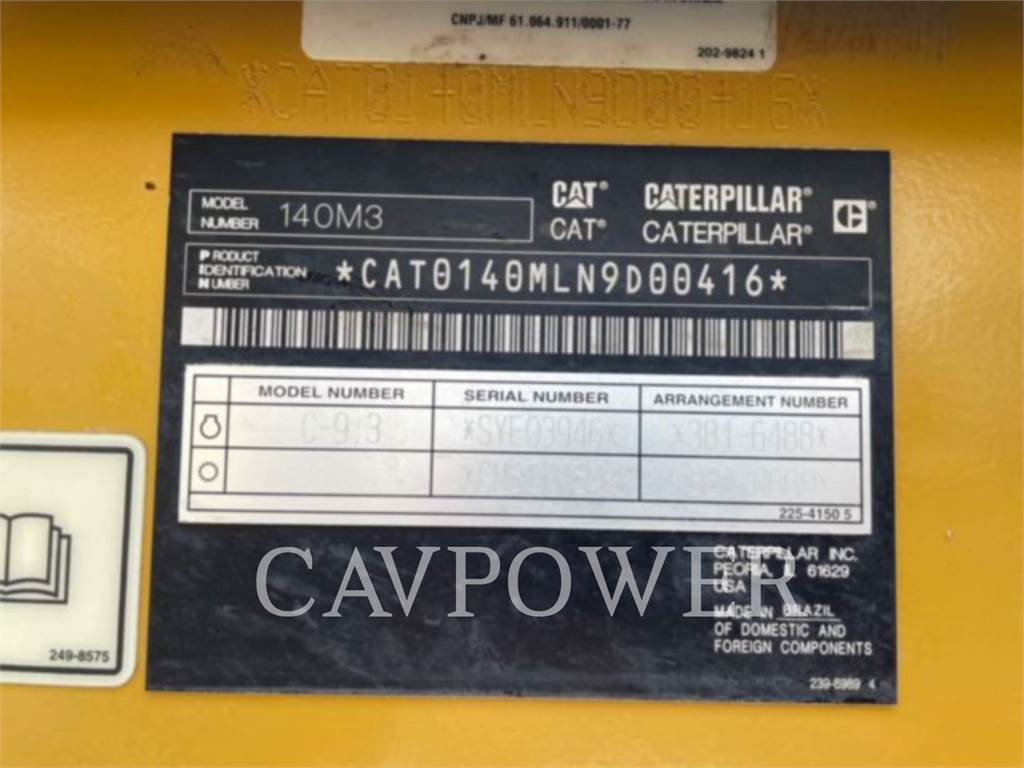 CNPJ/MF 61.064.911/0001-77
202-9824 1
*CAT0140MLN9D00416*
MODEL NUMBER 140M3
CAT® CATERPILLAR®
CAT® CATERPILLAR®
PRODUCT IDENTIFICATION NUMBER *CAT0140MLN9D00416*
MODEL NUMBER SERIAL NUMBER ARRANGEMENT NUMBER
C-9.3 *SYE03946* *381-6488*
225-4150 5
CATERPILLAR INC.
PEORIA, IL 61629
USA
MADE IN BRAZIL
OF DOMESTIC AND
FOREIGN COMPONENTS
239-6989 4
249-8575
CAVPOWER